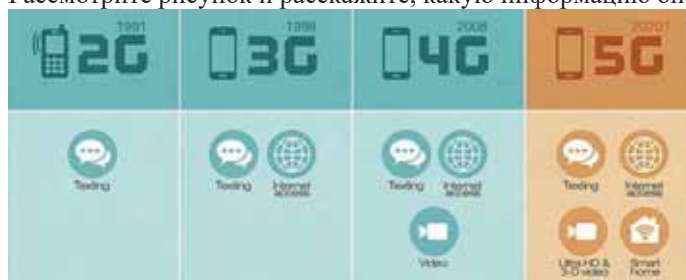 Рассмотрите рисунок и расскажите, какую информацию он
1991
2G
1998
3G
2008
4G
5G
Texting
Texting
Internet access
Texting
Internet access
Video
Texting
Internet access
Ultra HD & 3-D video
Smart home